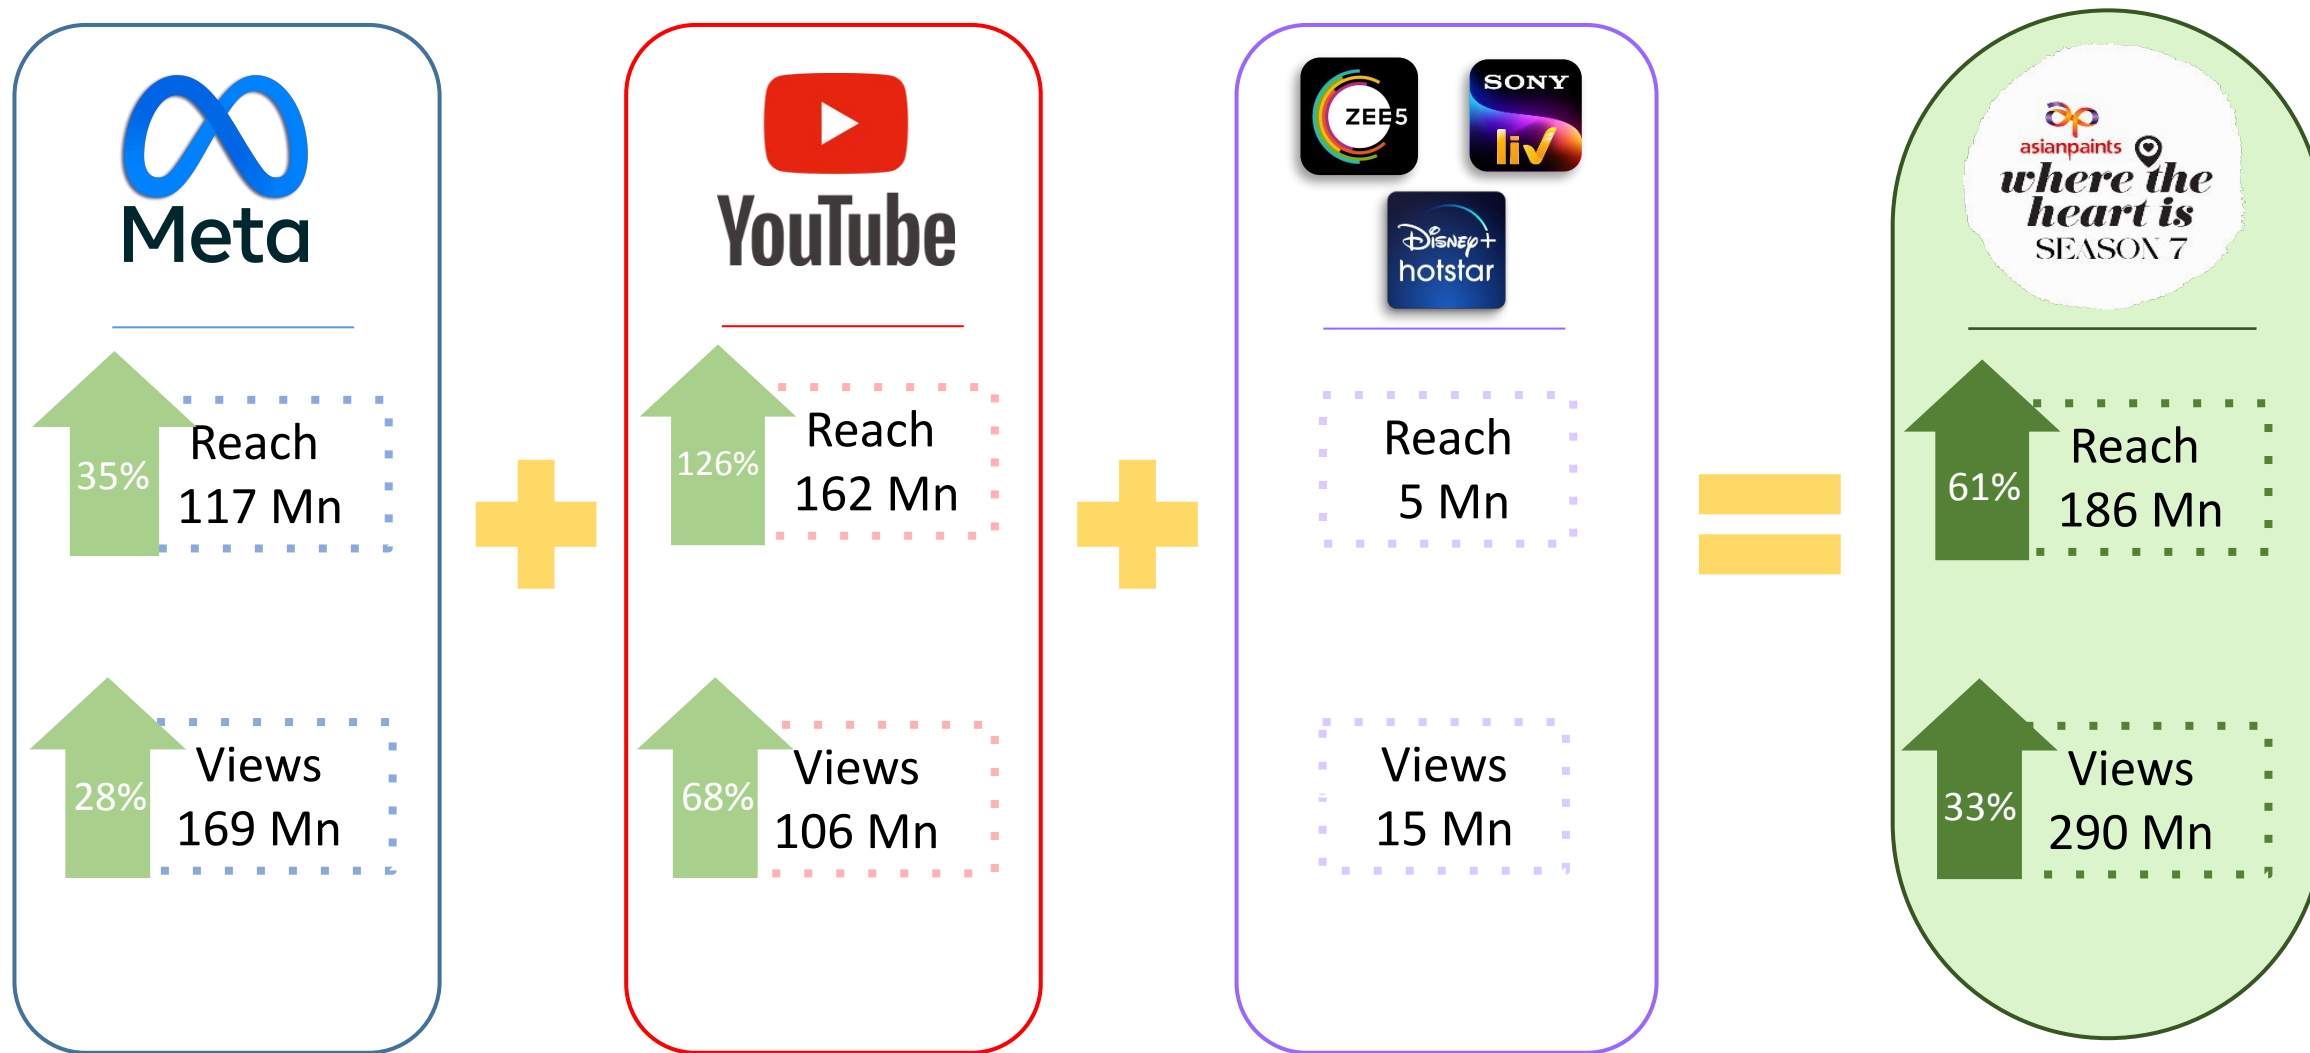 Meta
35%
Reach
117 Mn
28%
Views
169 Mn
YouTube
126%
Reach
162 Mn
68%
Views
106 Mn
ZEE5
SONY
liv
Disney+
hotstar
Reach
5 Mn
Views
15 Mn
ap
asianpaints
where the
heart is
SEASON 7
61%
Reach
186 Mn
33%
Views
290 Mn